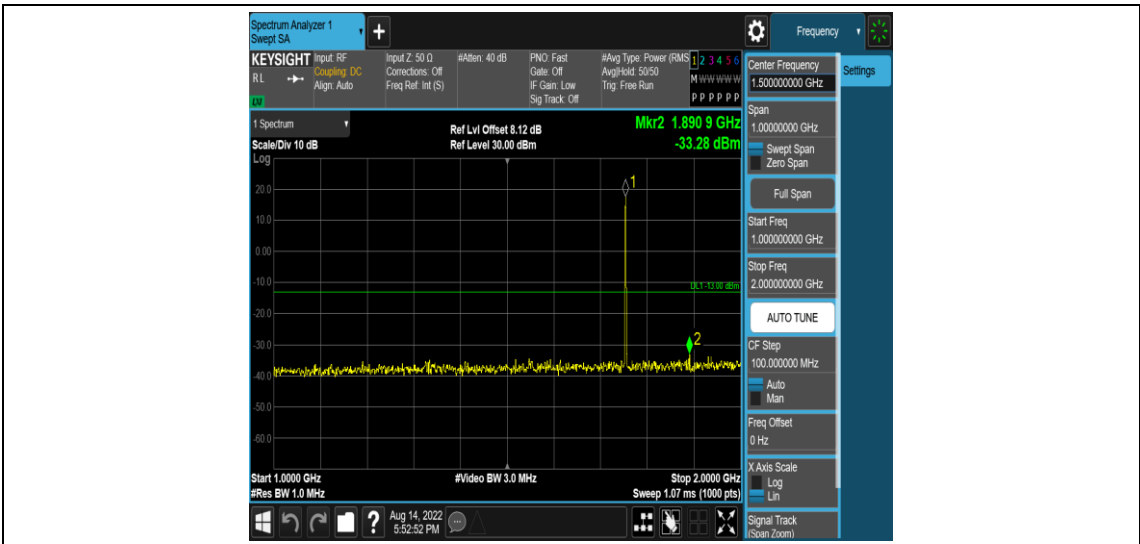 Spectrum Analyzer 1
Swept SA
Frequency
KEYSIGHT
RL
LXI
Input: RF
Coupling: DC
Align: Auto
Input Z: 50 Ω
Corrections: Off
Freq Ref: Int (S)
#Atten: 40 dB
PNO: Fast
Gate: Off
IF Gain: Low
Sig Track: Off
#Avg Type: Power (RMS
Avg|Hold: 50/50
Trig: Free Run
1 2 3 4 5 6
M W W W W W
P P P P P P
1 Spectrum
Scale/Div 10 dB
Log
Ref Lvl Offset 8.12 dB
Ref Level 30.00 dBm
Mkr2 1.890 9 GHz
-33.28 dBm
20.0
10.0
0.00
-10.0
-20.0
-30.0
-40.0
-50.0
-60.0
1
DL1 -13.00 dBm
2
Start 1.0000 GHz
#Res BW 1.0 MHz
#Video BW 3.0 MHz
Stop 2.0000 GHz
Sweep 1.07 ms (1000 pts)
Aug 14, 2022
5:52:52 PM
Center Frequency
1.500000000 GHz
Settings
Span
1.00000000 GHz
Swept Span
Zero Span
Full Span
Start Freq
1.000000000 GHz
Stop Freq
2.000000000 GHz
AUTO TUNE
CF Step
100.000000 MHz
Auto
Man
Freq Offset
0 Hz
X Axis Scale
Log
Lin
Signal Track
(Span Zoom)